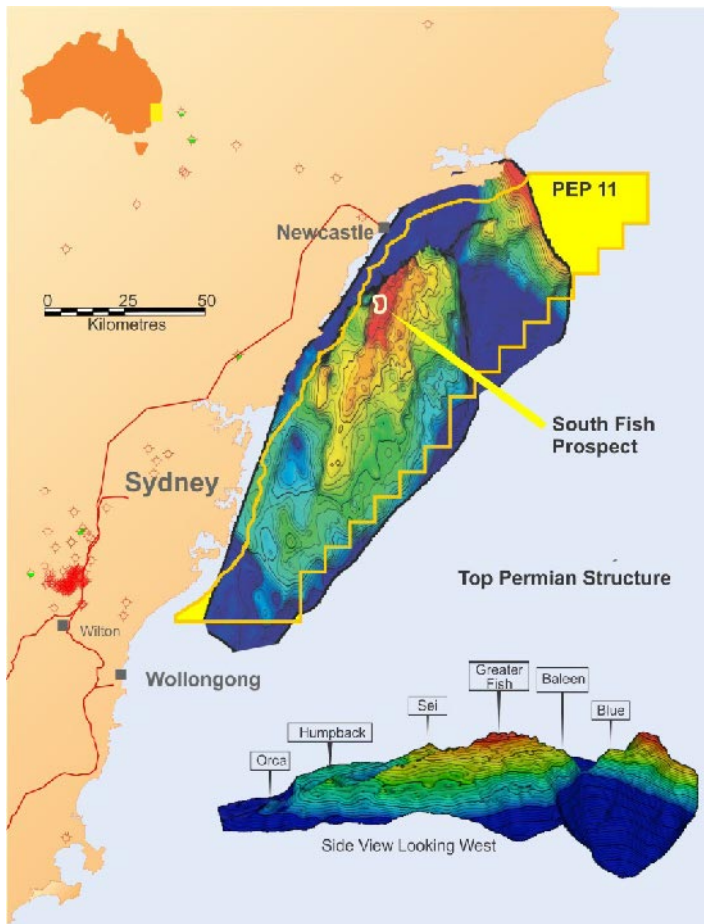 PEP 11
Newcastle
0 25 50
Kilometres
South Fish
Prospect
Sydney
Top Permian Structure
Wilton
Wollongong
Greater
Fish
Baleen
Sei
Blue
Humpback
Orca
Side View Looking West